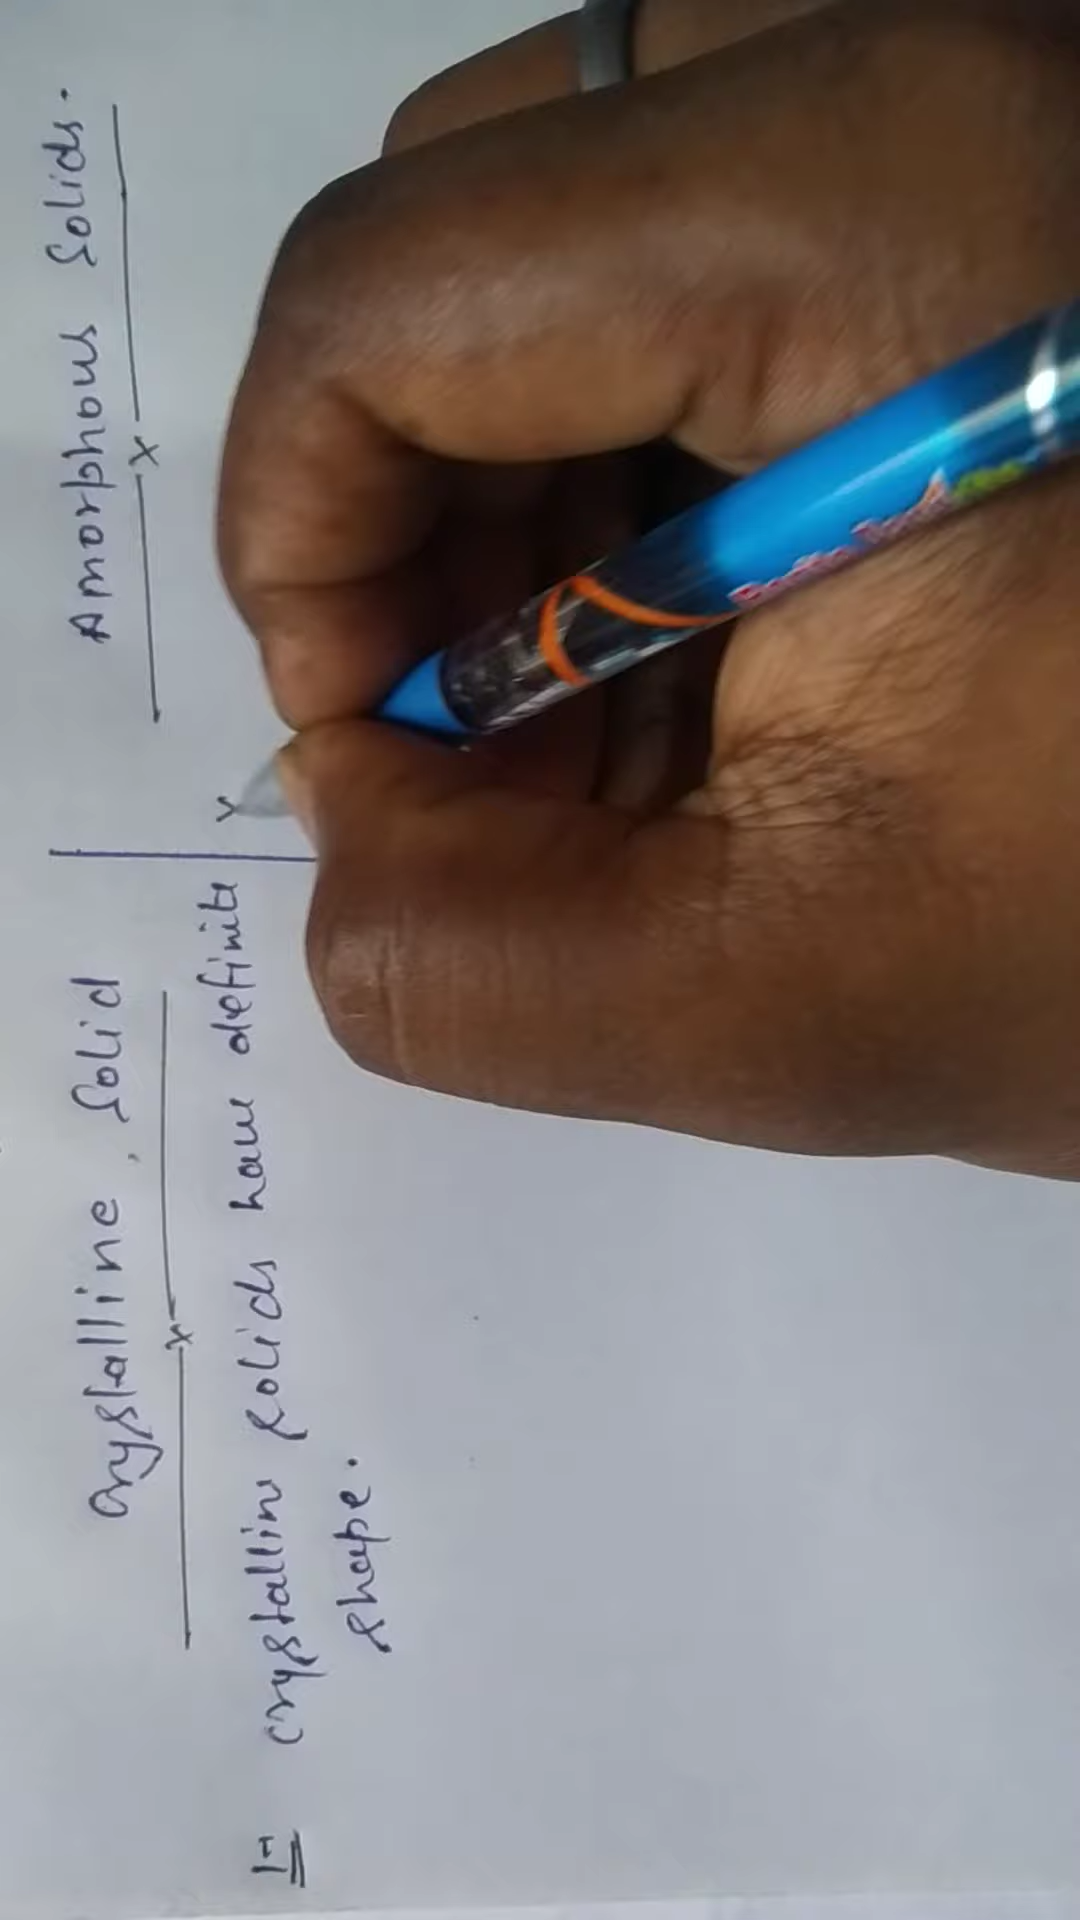 Crystalline Solid
Amorphous Solids.
x
x
1- Crystalline solids have definite
shape.